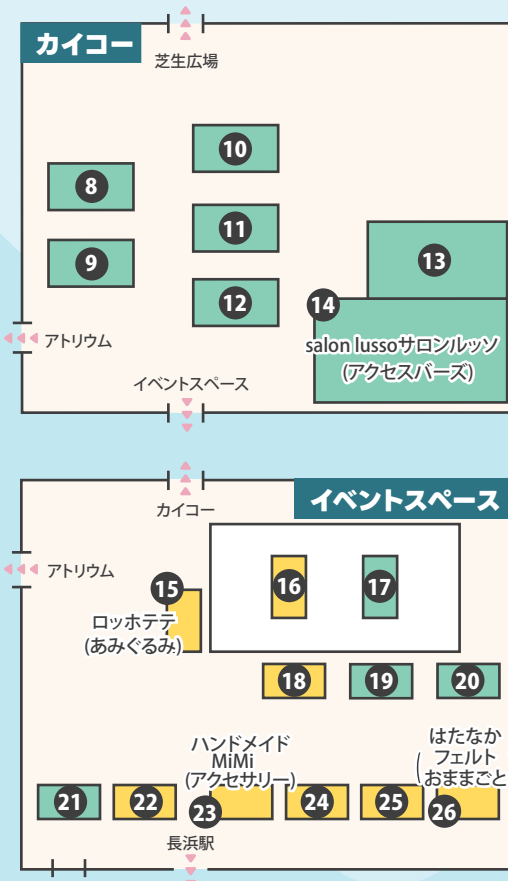 カイコー
芝生広場
10
8
11
9
13
12
14
アトリウム
salon lussoサロンルッソ
(アクセスバーズ)
イベントスペース
カイコー
イベントスペース
アトリウム
15
16
17
ロッホテテ
(あみぐるみ)
18
19
20
ハンドメイド
MiMi
(アクセサリー)
はたなか
フェルト
(おままごと
21
22
23
24
25
26
長浜駅